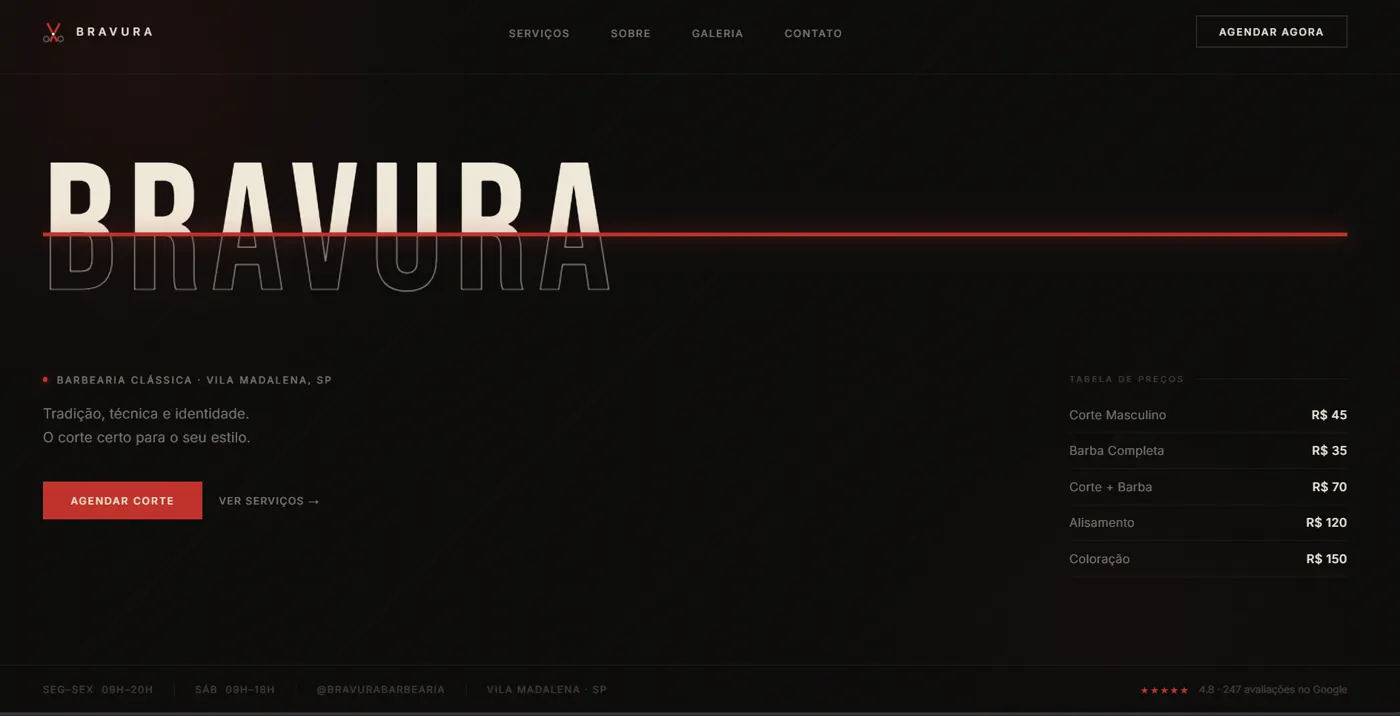 BRAVURA
SERVIÇOS
SOBRE
GALERIA
CONTATO
AGENDAR AGORA
BRAVURA
BARBEARIA CLÁSSICA · VILA MADALENA, SP
Tradição, técnica e identidade.
O corte certo para o seu estilo.
AGENDAR CORTE
VER SERVIÇOS →
TABELA DE PREÇOS
Corte Masculino R$ 45
Barba Completa R$ 35
Corte + Barba R$ 70
Alisamento R$ 120
Coloração R$ 150
SEG–SEX 09H–20H
SÁB 09H–18H
@BRAVURABARBEARIA
VILA MADALENA · SP
★★★★★ 4.8 · 247 avaliações no Google